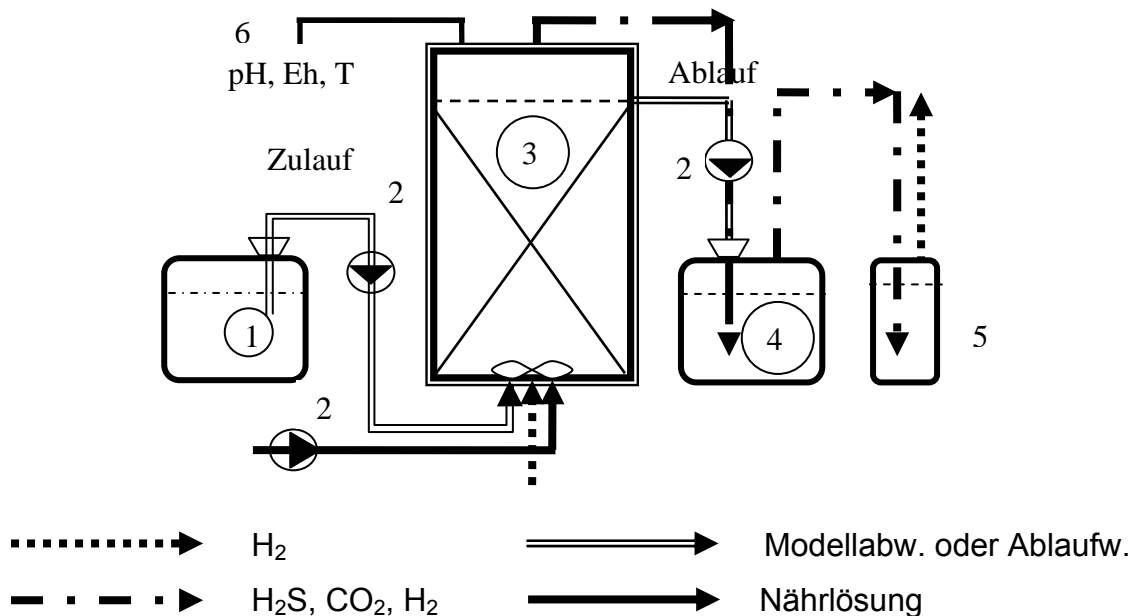 6
pH, Eh, T
Ablauf
3
Zulauf
2
2
1
4
5
2
H₂
Modellabw. oder Ablaufw.
H₂S, CO₂, H₂
Nährlösung